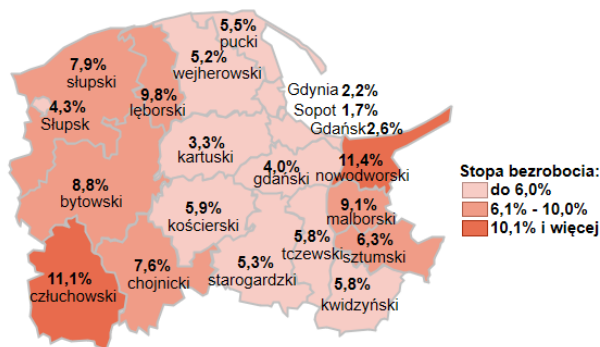 5,5%
pucki
5,2%
wejherowski
7,9%
słupski
9,8%
lęborski
4,3%
Słupsk
Gdynia 2,2%
Sopot 1,7%
Gdańsk 2,6%
3,3%
kartuski
4,0%
gdański
11,4%
nowodworski
8,8%
bytowski
5,9%
kościerski
9,1%
malborski
5,8%
tczewski
6,3%
sztumski
11,1%
człuchowski
7,6%
chojnicki
5,3%
starogardzki
5,8%
kwidzyński
Stopa bezrobocia:
do 6,0%
6,1% - 10,0%
10,1% i więcej